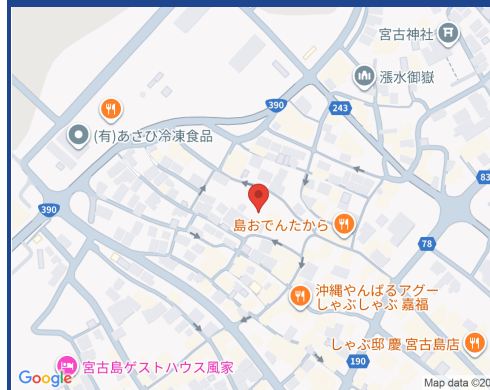 宮古神社
漲水御嶽
390
243
(有)あさひ冷凍食品
83
390
島おでんたから
78
沖縄やんばるアグー
しゃぶしゃぶ 嘉福
しゃぶ邸 慶 宮古島店
190
宮古島ゲストハウス風家
Google
Map data ©20